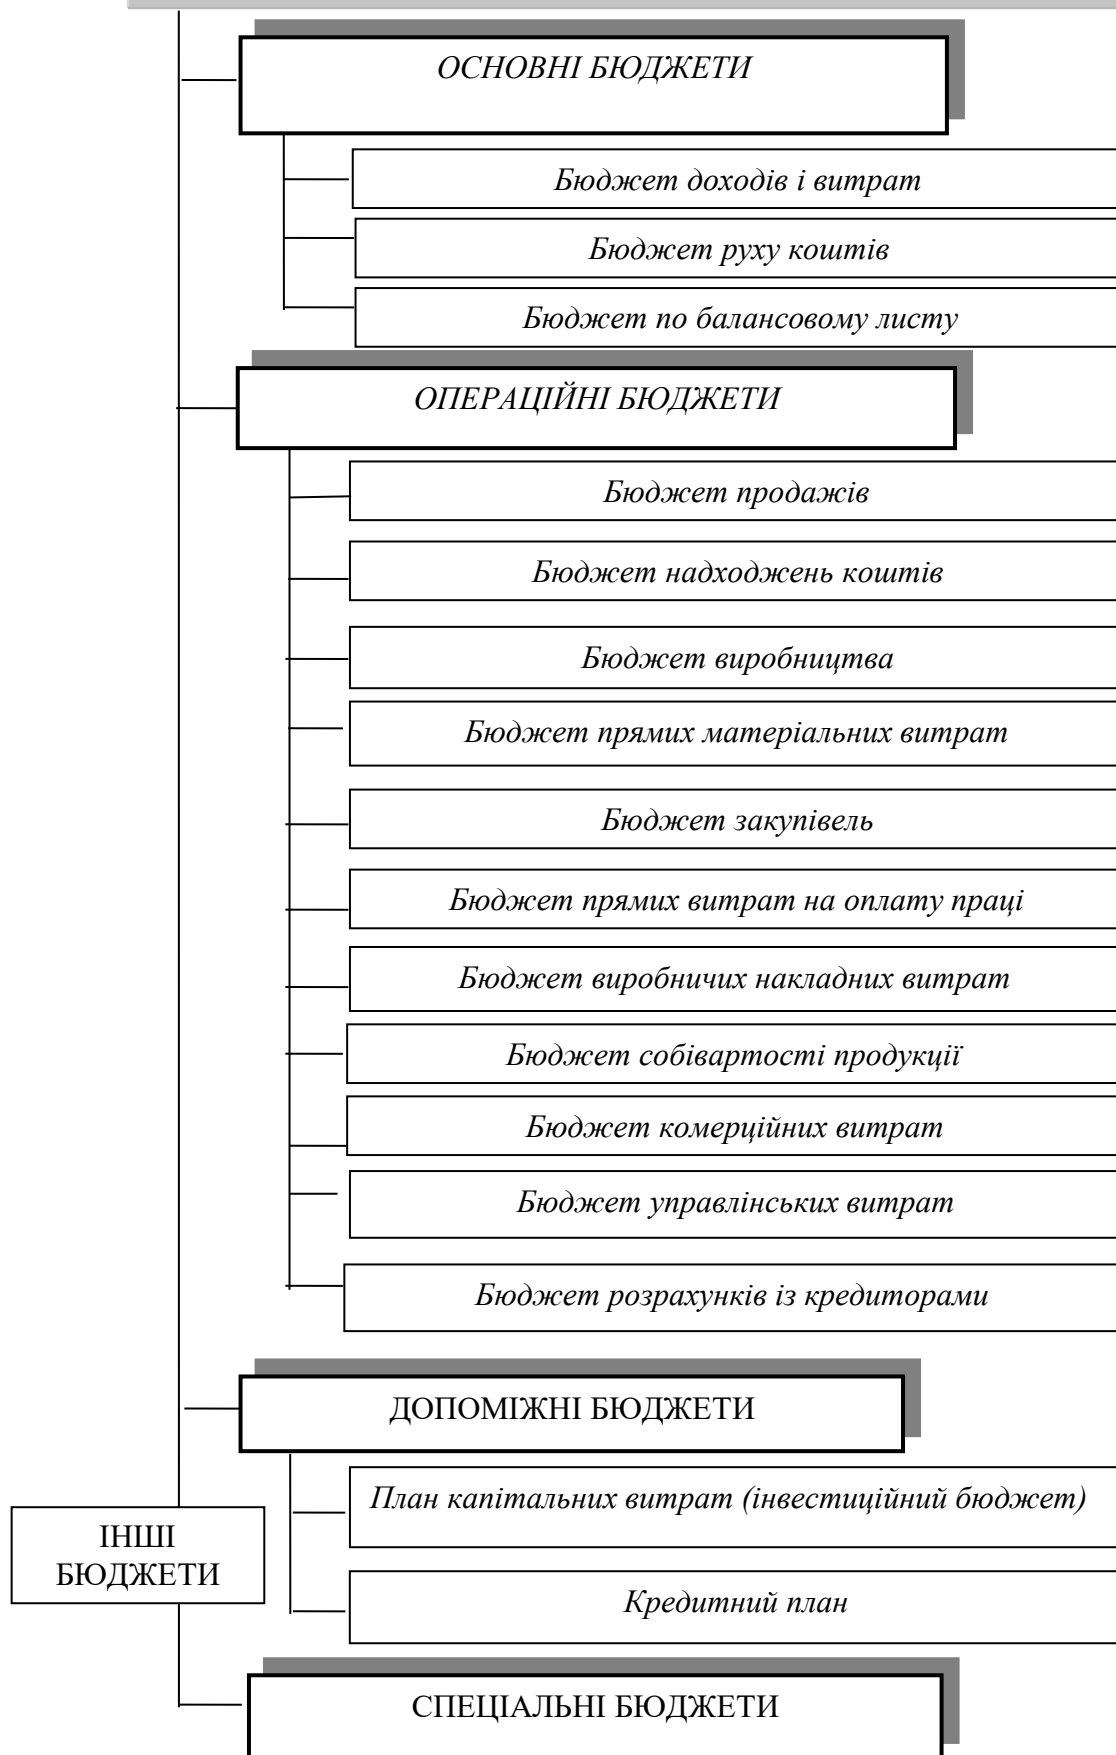 ОСНОВНІ БЮДЖЕТИ
Бюджет доходів і витрат
Бюджет руху коштів
Бюджет по балансовому листу
ОПЕРАЦІЙНІ БЮДЖЕТИ
Бюджет продажів
Бюджет надходжень коштів
Бюджет виробництва
Бюджет прямих матеріальних витрат
Бюджет закупівель
Бюджет прямих витрат на оплату праці
Бюджет виробничих накладних витрат
Бюджет собівартості продукції
Бюджет комерційних витрат
Бюджет управлінських витрат
Бюджет розрахунків із кредиторами
ДОПОМІЖНІ БЮДЖЕТИ
План капітальних витрат (інвестиційний бюджет)
ІНШІ
БЮДЖЕТИ
Кредитний план
СПЕЦІАЛЬНІ БЮДЖЕТИ